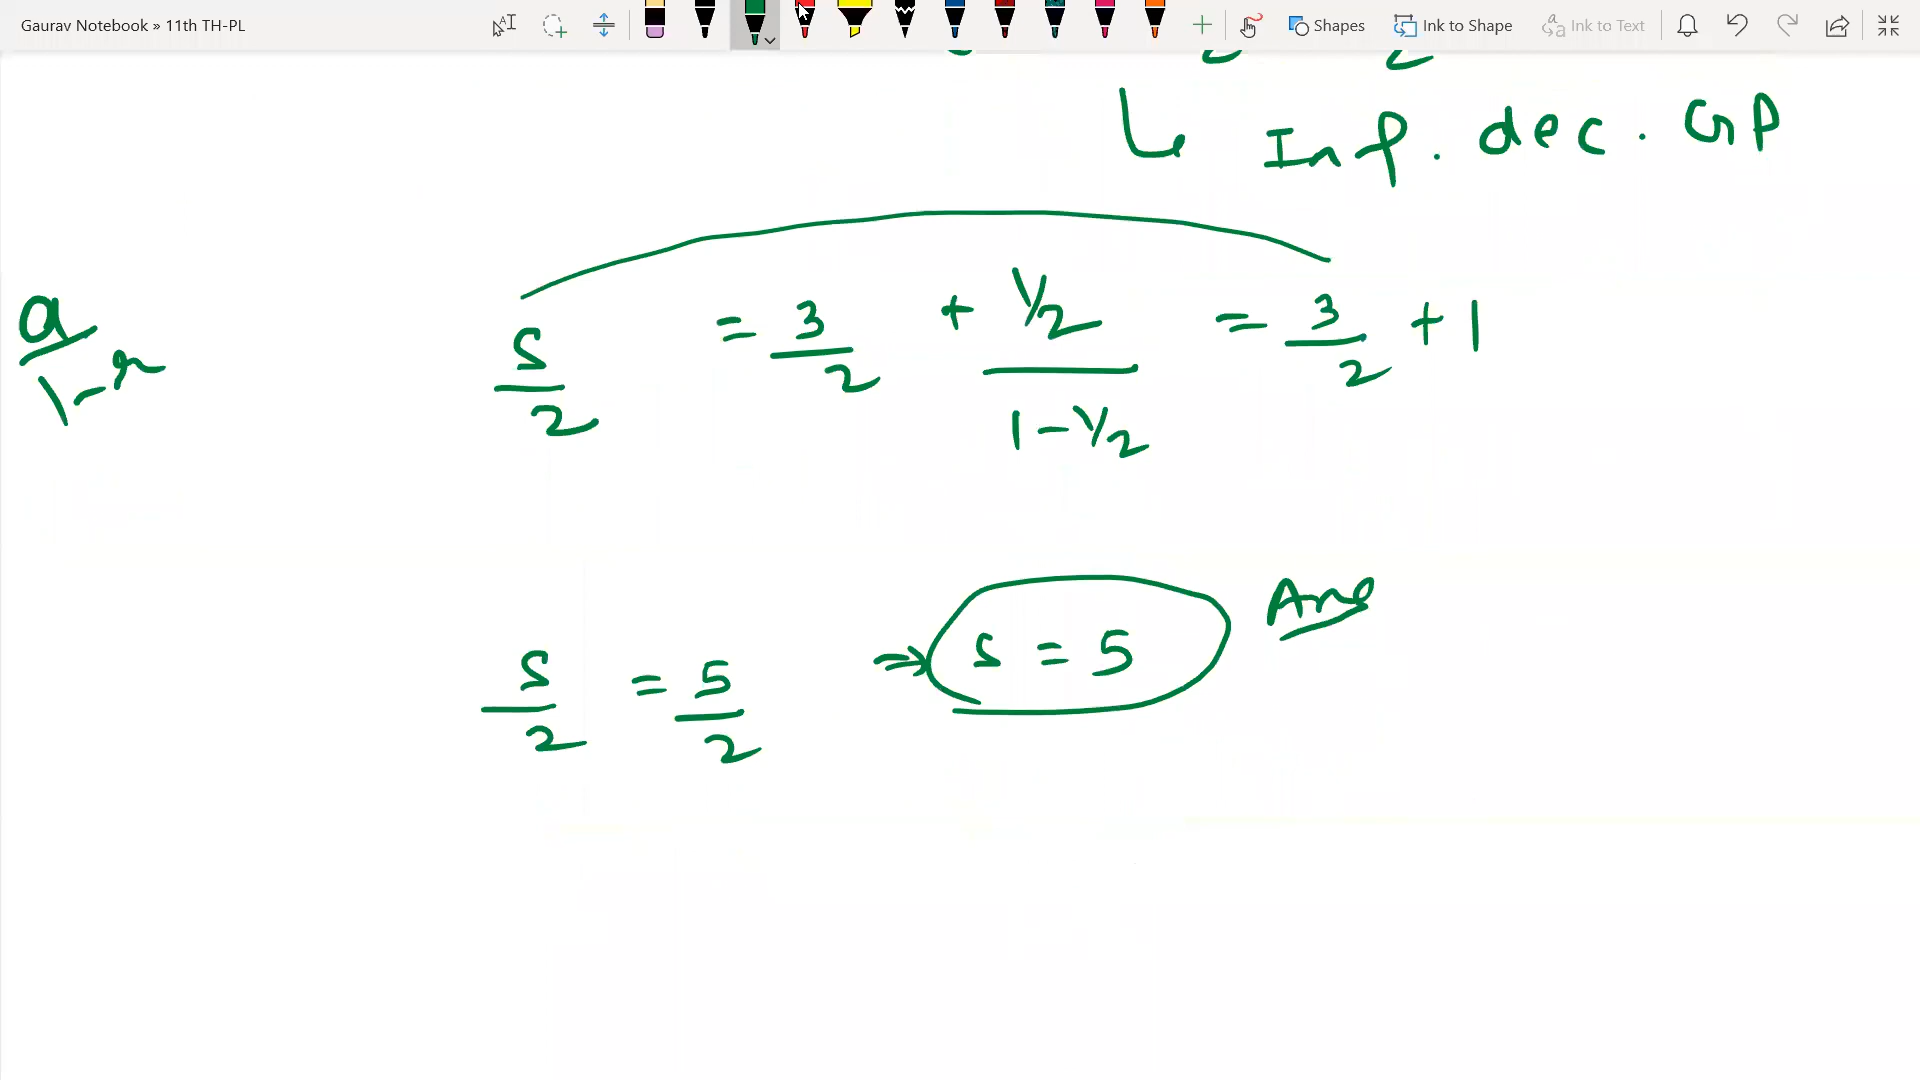 Gaurav Notebook » 11th TH-PL Shapes Ink to Shape Ink to Text
Inf. dec. GP
a/(1-r)
S/2 = 3/2 + (1/2)/(1-1/2) = 3/2 + 1
S/2 = 5/2 ⇒ S = 5 Ans